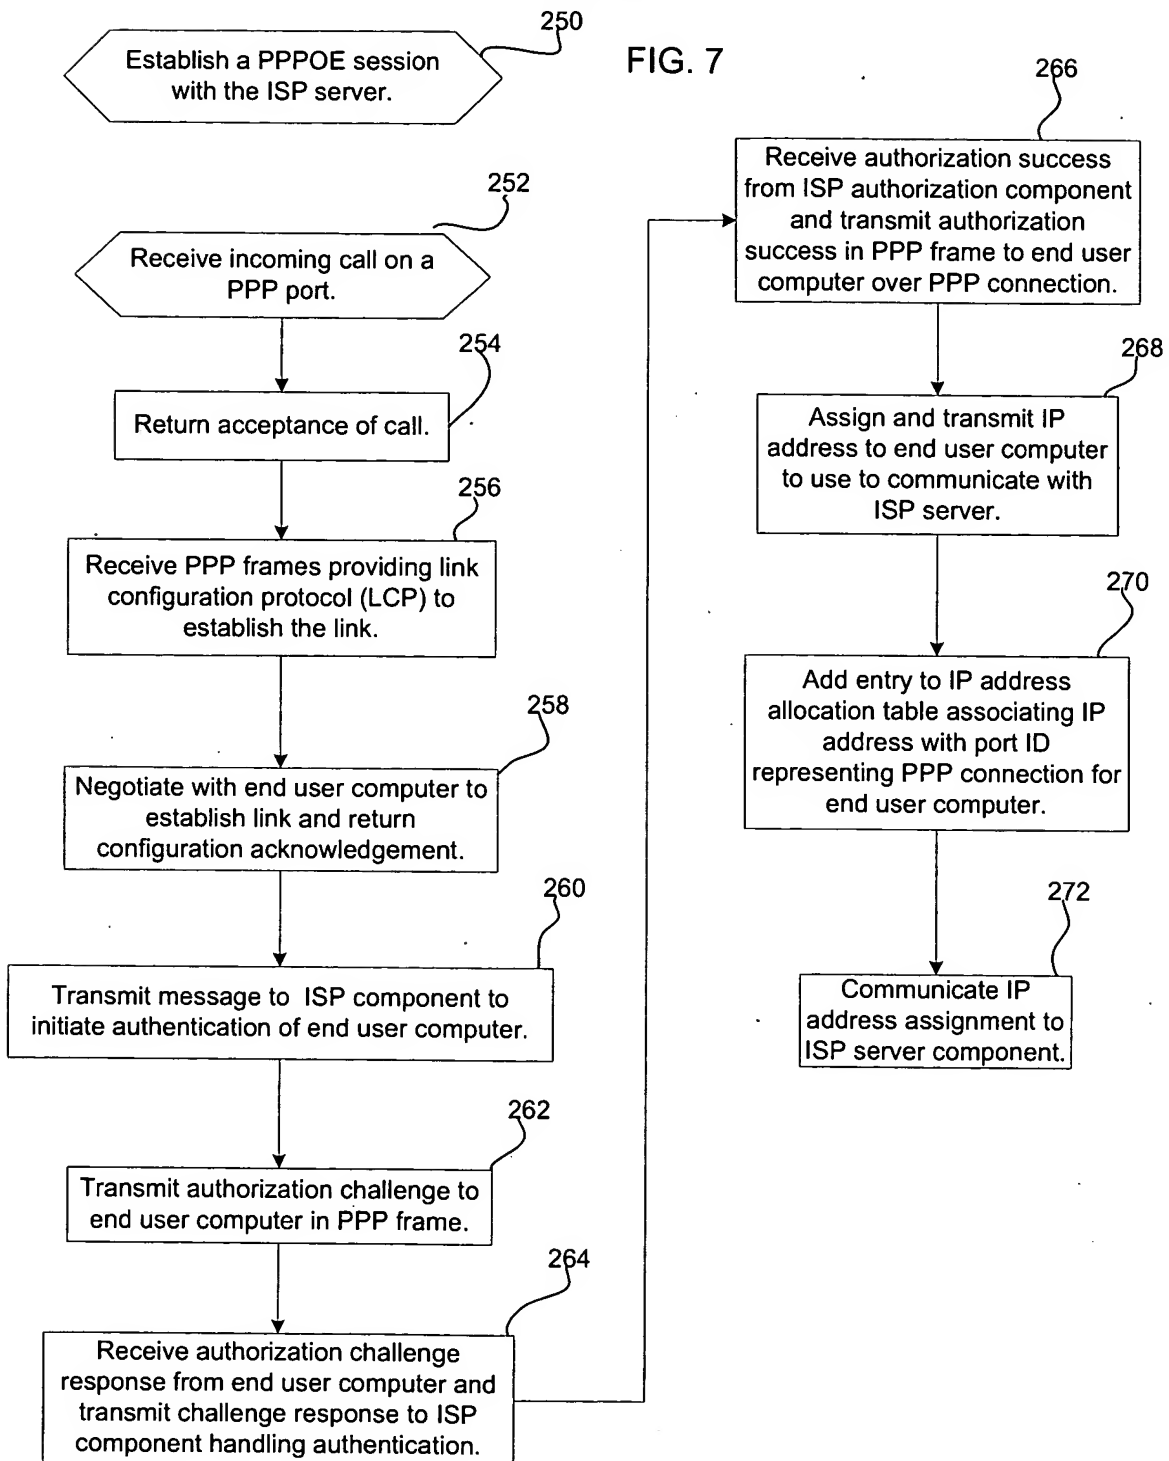 250
Establish a PPPOE session
with the ISP server.
FIG. 7
252
Receive incoming call on a
PPP port.
254
Return acceptance of call.
256
Receive PPP frames providing link
configuration protocol (LCP) to
establish the link.
258
Negotiate with end user computer to
establish link and return
configuration acknowledgement.
260
Transmit message to ISP component to
initiate authentication of end user computer.
262
Transmit authorization challenge to
end user computer in PPP frame.
264
Receive authorization challenge
response from end user computer and
transmit challenge response to ISP
component handling authentication.
266
Receive authorization success
from ISP authorization component
and transmit authorization
success in PPP frame to end user
computer over PPP connection.
268
Assign and transmit IP
address to end user computer
to use to communicate with
ISP server.
270
Add entry to IP address
allocation table associating IP
address with port ID
representing PPP connection for
end user computer.
272
Communicate IP
address assignment to
ISP server component.